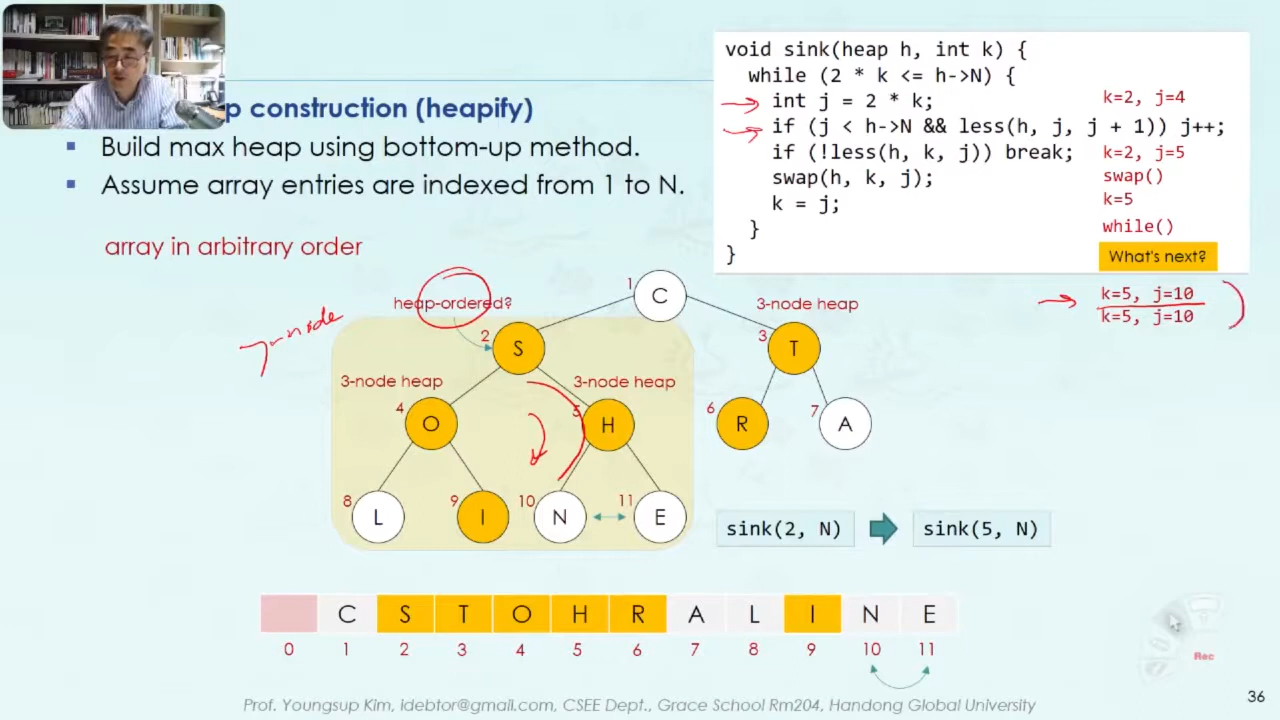 p construction (heapify)
▪ Build max heap using bottom-up method.
▪ Assume array entries are indexed from 1 to N.
array in arbitrary order
void sink(heap h, int k) {
while (2 * k <= h->N) {
int j = 2 * k;
k=2, j=4
if (j < h->N && less(h, j, j + 1)) j++;
if (!less(h, k, j)) break;
k=2, j=5
swap(h, k, j);
swap()
k = j;
k=5
}
while()
}
What's next?
k=5, j=10
k=5, j=10
heap-ordered?
1
C
3-node heap
7-node
2
S
3
T
3-node heap
3-node heap
4
O
5
H
6
R
7
A
8
L
9
I
10
N
11
E
sink(2, N)
sink(5, N)
C S T O H R A L I N E
0 1 2 3 4 5 6 7 8 9 10 11
Rec
Prof. Youngsup Kim, idebtor@gmail.com, CSEE Dept., Grace School Rm204, Handong Global University
36